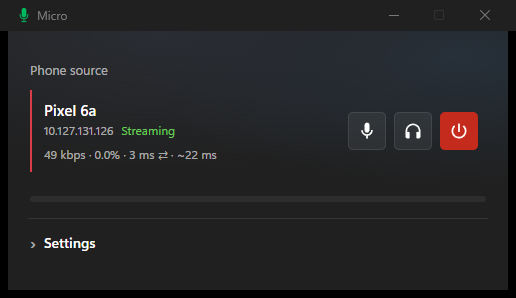 Micro
Phone source
Pixel 6a
10.127.131.126 Streaming
49 kbps · 0.0% · 3 ms ⇄ · ~22 ms
Settings